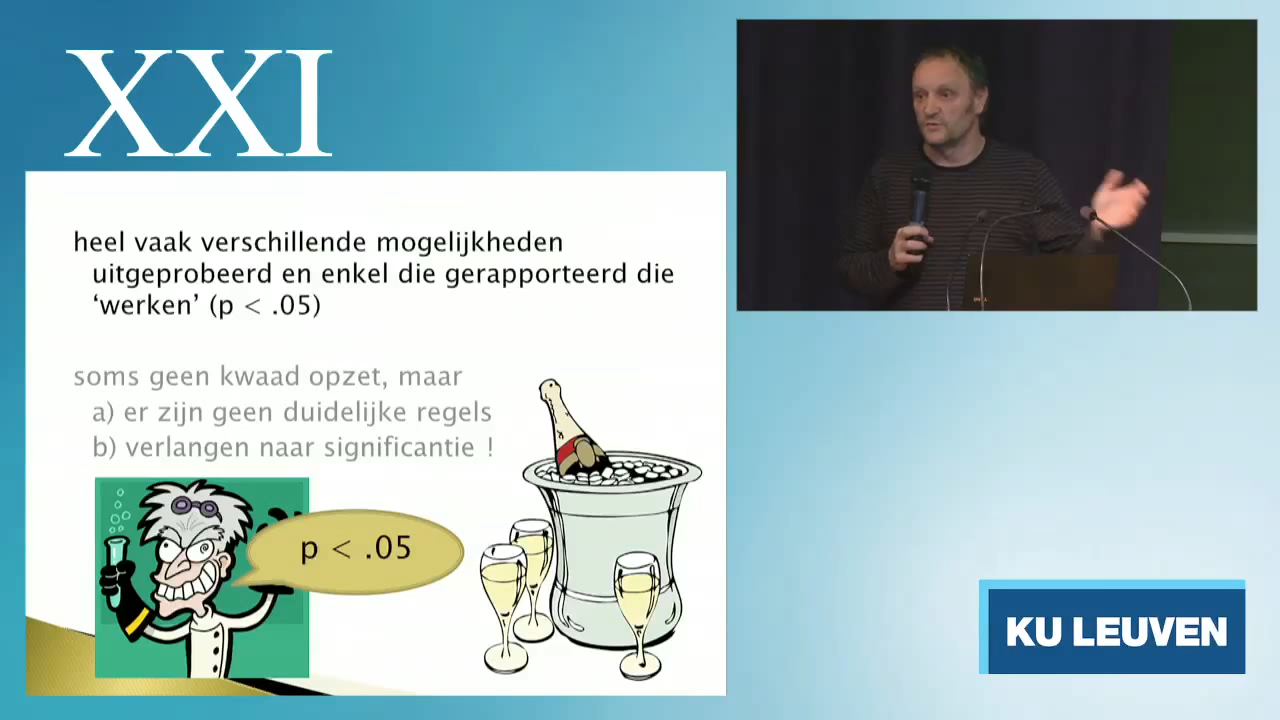 XXI
heel vaak verschillende mogelijkheden
uitgeprobeerd en enkel die gerapporteerd die
‘werken’ (p < .05)
soms geen kwaad opzet, maar
a) er zijn geen duidelijke regels
b) verlangen naar significantie !
p < .05
KU LEUVEN